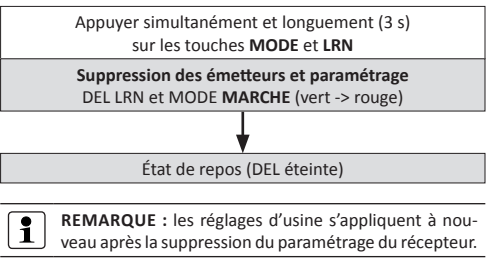 Appuyer simultanément et longuement (3 s)
sur les touches MODE et LRN
Suppression des émetteurs et paramétrage
DEL LRN et MODE MARCHE (vert -> rouge)
État de repos (DEL éteinte)
REMARQUE : les réglages d'usine s'appliquent à nou-
veau après la suppression du paramétrage du récepteur.